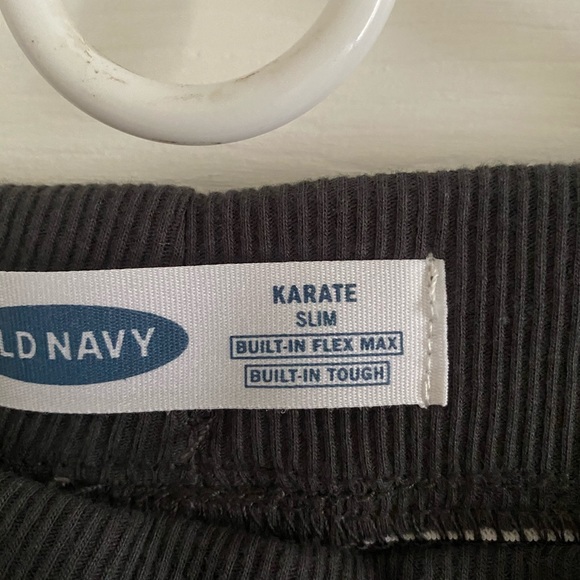 LD NAVY
KARATE
SLIM
BUILT-IN FLEX MAX
BUILT-IN TOUGH